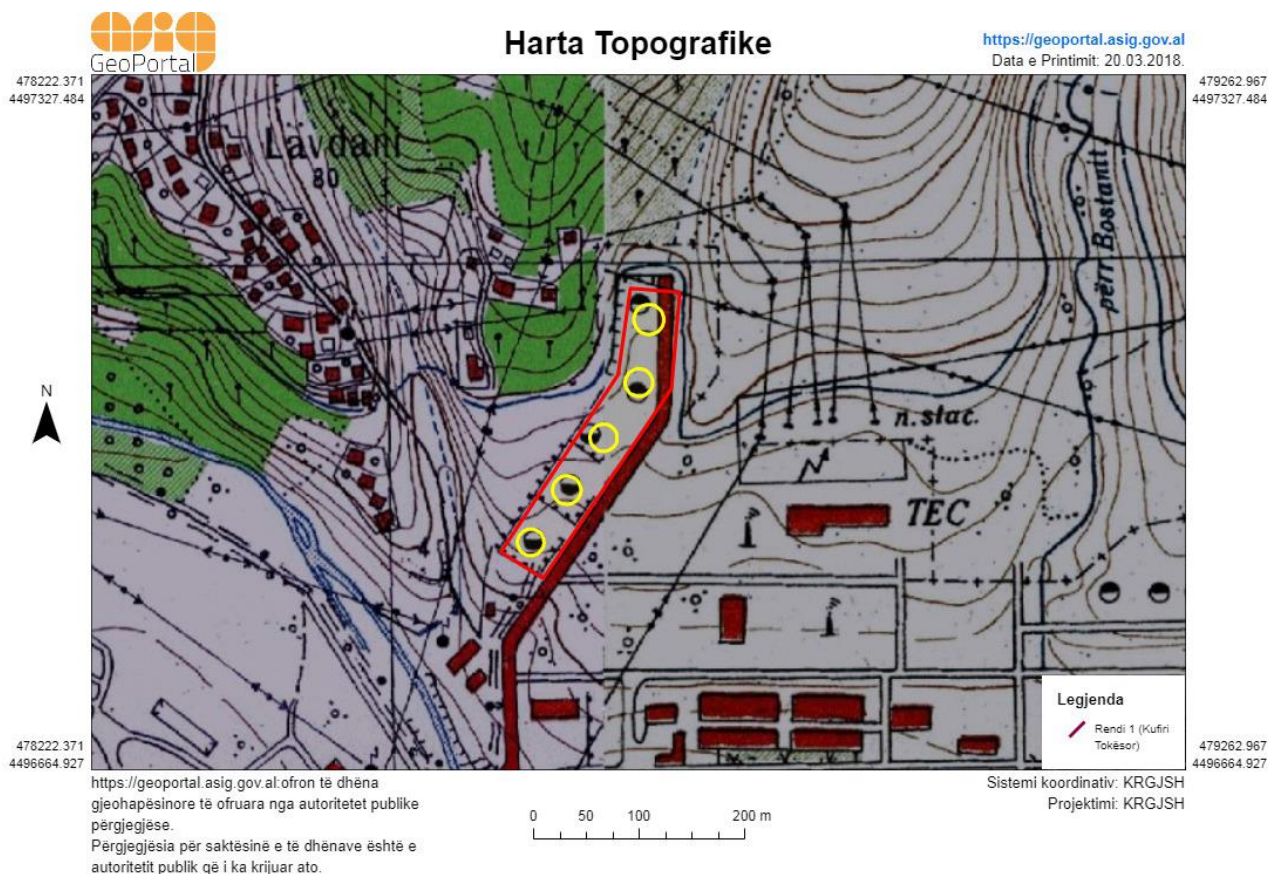 asig
GeoPortal
Harta Topografike
https://geoportal.asig.gov.al
Data e Printimit: 20.03.2018.
478222.371
4497327.484
479262.967
4497327.484
Lavdani
80
përr. Bostanit
N
n. stac.
TEC
Legjenda
Rendi 1 (Kufiri
Tokësor)
478222.371
4496664.927
479262.967
4496664.927
https://geoportal.asig.gov.al:ofron të dhëna
gjeohapësinore të ofruara nga autoritetet publike
përgjegjëse.
Përgjegjësia për saktësinë e të dhënave është e
autoritetit publik që i ka krijuar ato.
0 50 100 200 m
Sistemi koordinativ: KRGJSH
Projektimi: KRGJSH